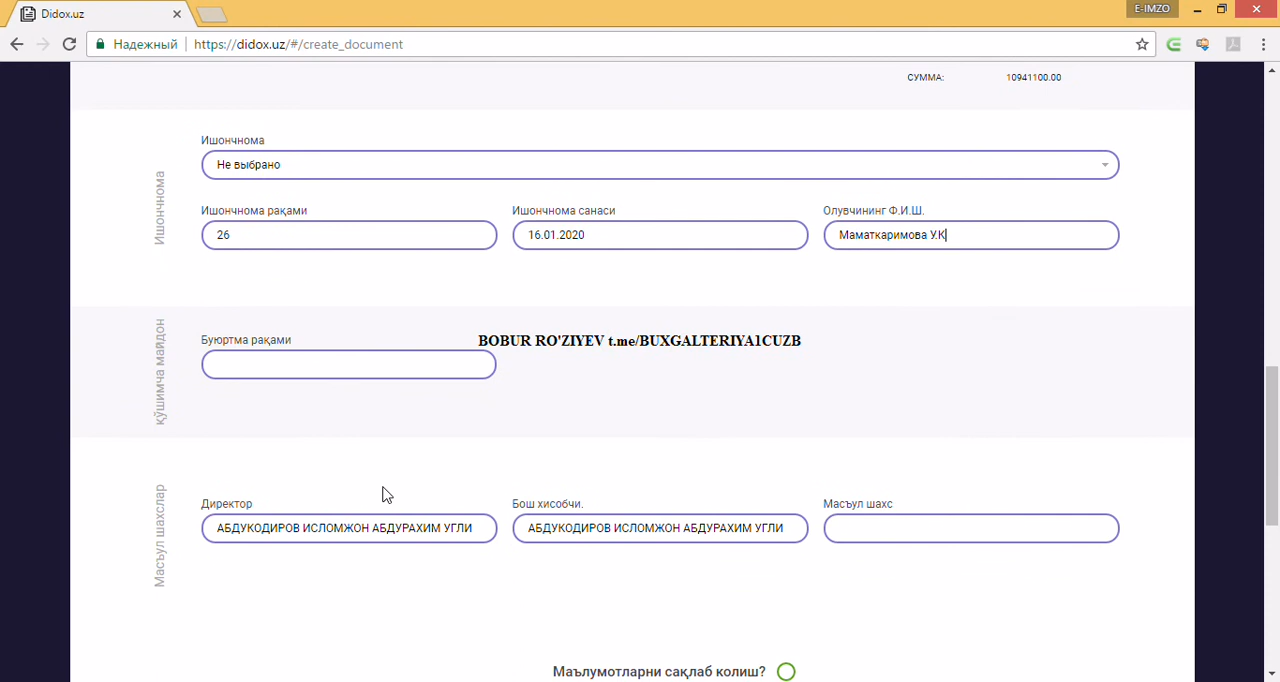 Didox.uz
E-IMZO
Надежный https://didox.uz/#/create_document
СУММА: 10941100.00
Ишончнома
Ишончнома
Не выбрано
Ишончнома рақами Ишончнома санаси Олувчининг Ф.И.Ш.
26 16.01.2020 Маматкаримова У.К
қўшимча майдон
Буюртма рақами
BOBUR RO'ZIYEV t.me/BUXGALTERIYA1CUZB
Масъул шахслар
Директор Бош хисобчи. Масъул шахс
АБДУКОДИРОВ ИСЛОМЖОН АБДУРАХИМ УГЛИ АБДУКОДИРОВ ИСЛОМЖОН АБДУРАХИМ УГЛИ
Маълумотларни сақлаб колиш?